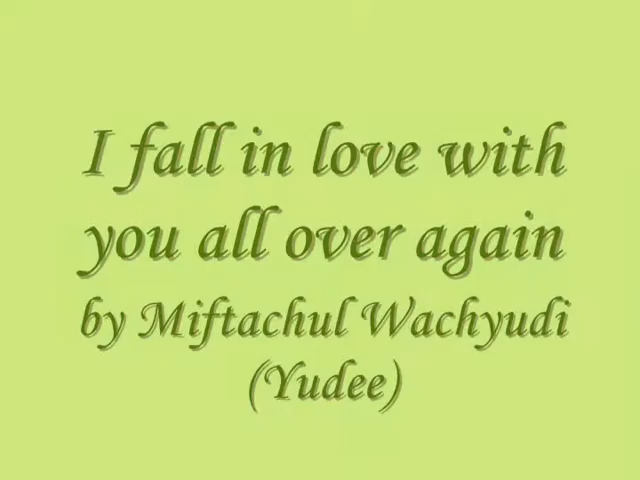 I fall in love with
you all over again
by Miftachul Wachyudi
(Yudee)